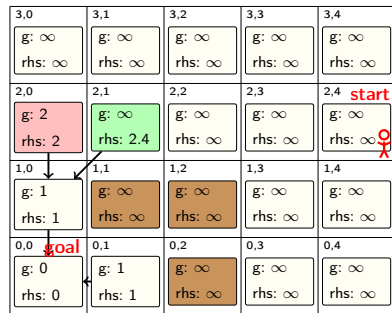 3,0 3,1 3,2 3,3 3,4
g: ∞ g: ∞ g: ∞ g: ∞ g: ∞
rhs: ∞ rhs: ∞ rhs: ∞ rhs: ∞ rhs: ∞
2,0 2,1 2,2 2,3 2,4 start
g: 2 g: ∞ g: ∞ g: ∞ g: ∞
rhs: 2 rhs: 2.4 rhs: ∞ rhs: ∞ rhs: ∞
1,0 1,1 1,2 1,3 1,4
g: 1 g: ∞ g: ∞ g: ∞ g: ∞
rhs: 1 rhs: ∞ rhs: ∞ rhs: ∞ rhs: ∞
0,0 goal 0,1 0,2 0,3 0,4
g: 0 g: 1 g: ∞ g: ∞ g: ∞
rhs: 0 rhs: 1 rhs: ∞ rhs: ∞ rhs: ∞